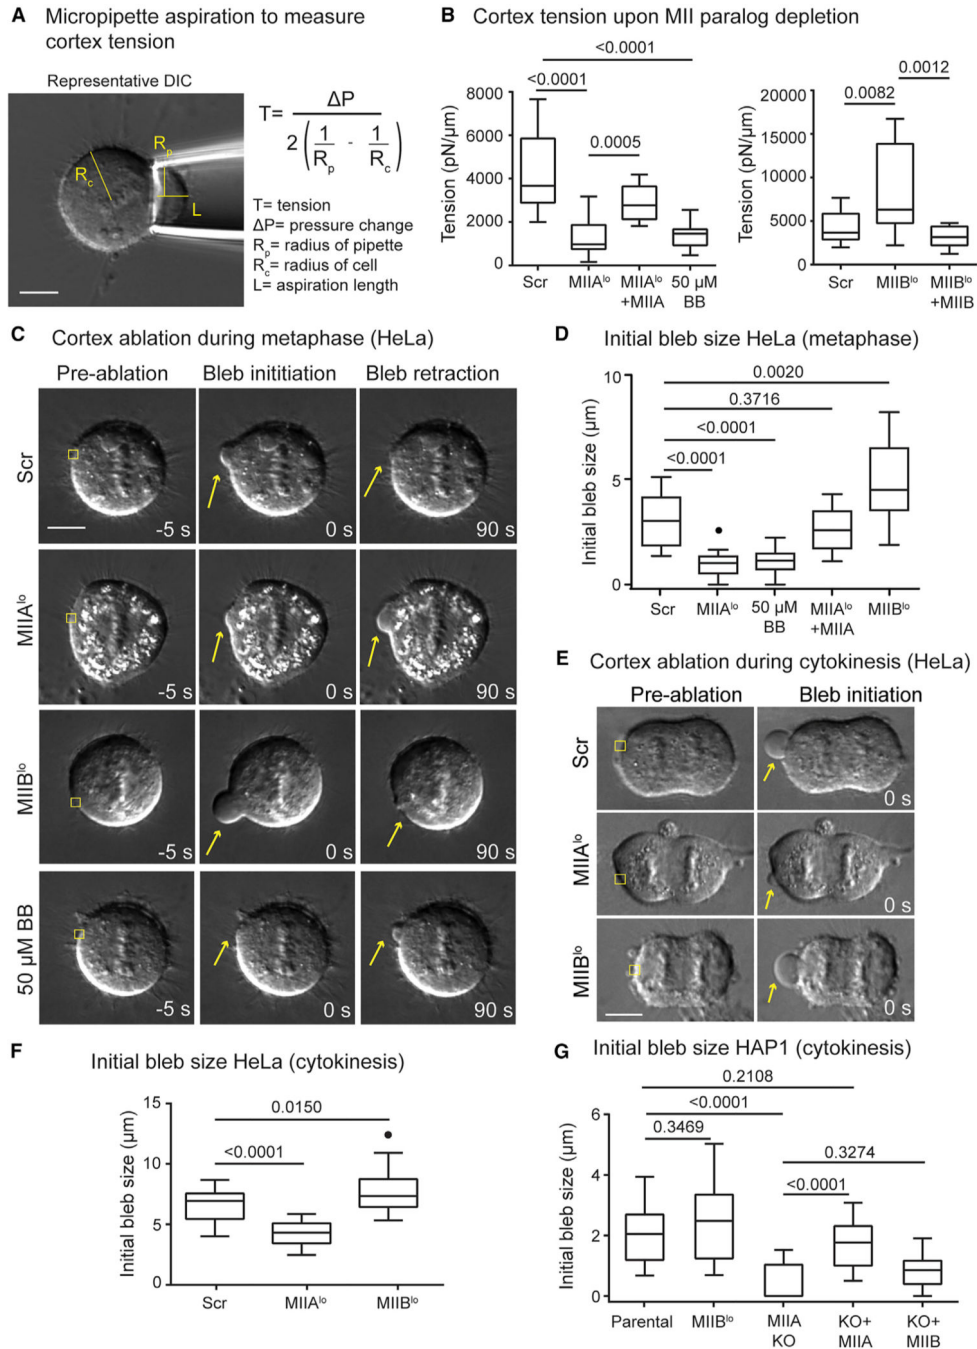 A Micropipette aspiration to measure
cortex tension
Representative DIC
Rp
Rc
L
T= ΔP
2 ( 1 - 1 )
Rp Rc
T= tension
ΔP= pressure change
Rp= radius of pipette
Rc= radius of cell
L= aspiration length
B Cortex tension upon MII paralog depletion
<0.0001
<0.0001
0.0005
Tension (pN/µm)
8000
6000
4000
2000
0
Scr MIIAlo MIIAlo 50 µM
+MIIA BB
0.0012
0.0082
Tension (pN/µm)
20000
15000
10000
5000
0
Scr MIIBlo MIIBlo
+MIIB
C Cortex ablation during metaphase (HeLa)
Pre-ablation Bleb inititiation Bleb retraction
Scr
-5 s 0 s 90 s
MIIAlo
-5 s 0 s 90 s
MIIBlo
-5 s 0 s 90 s
50 µM BB
-5 s 0 s 90 s
D Initial bleb size HeLa (metaphase)
0.0020
0.3716
<0.0001
<0.0001
Initial bleb size (µm)
10
5
0
Scr MIIAlo 50 µM MIIAlo MIIBlo
BB +MIIA
E Cortex ablation during cytokinesis (HeLa)
Pre-ablation Bleb initiation
Scr
0 s
MIIAlo
0 s
MIIBlo
0 s
F Initial bleb size HeLa (cytokinesis)
0.0150
<0.0001
Initial bleb size (µm)
15
10
5
0
Scr MIIAlo MIIBlo
G Initial bleb size HAP1 (cytokinesis)
0.2108
<0.0001
0.3469
0.3274
<0.0001
Initial bleb size (µm)
6
4
2
0
Parental MIIBlo MIIA KO+ KO+
KO MIIA MIIB